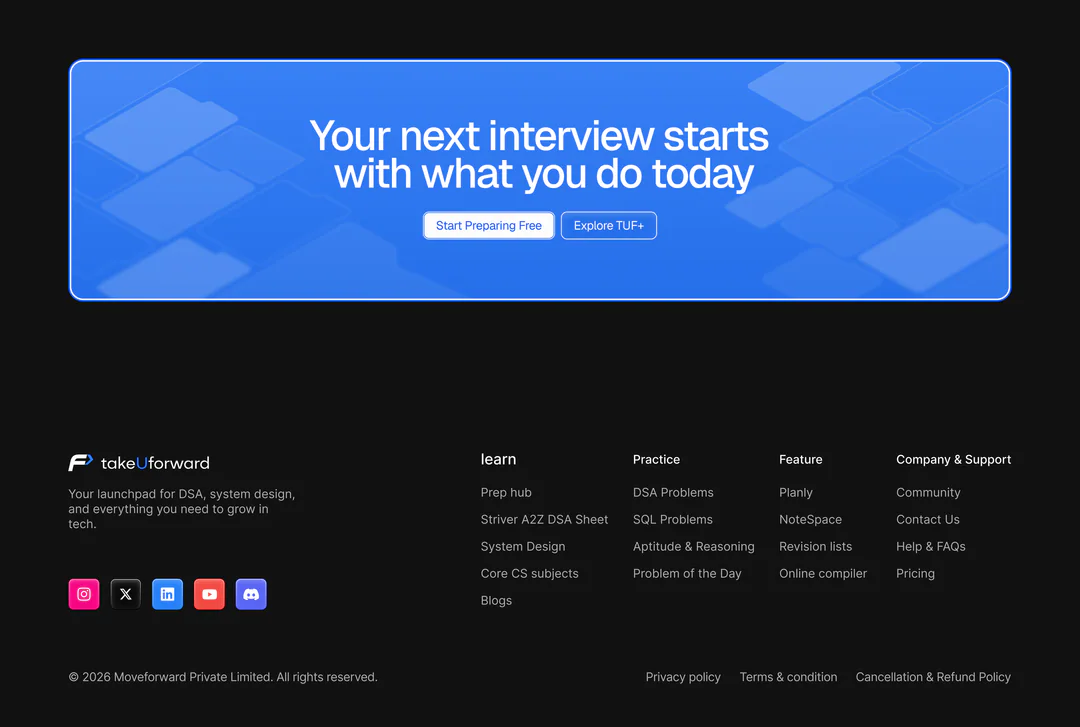 Your next interview starts
with what you do today
Start Preparing Free
Explore TUF+
takeUforward
Your launchpad for DSA, system design,
and everything you need to grow in
tech.
learn
Prep hub
Striver A2Z DSA Sheet
System Design
Core CS subjects
Blogs
Practice
DSA Problems
SQL Problems
Aptitude & Reasoning
Problem of the Day
Feature
Planly
NoteSpace
Revision lists
Online compiler
Company & Support
Community
Contact Us
Help & FAQs
Pricing
© 2026 Moveforward Private Limited. All rights reserved.
Privacy policy
Terms & condition
Cancellation & Refund Policy